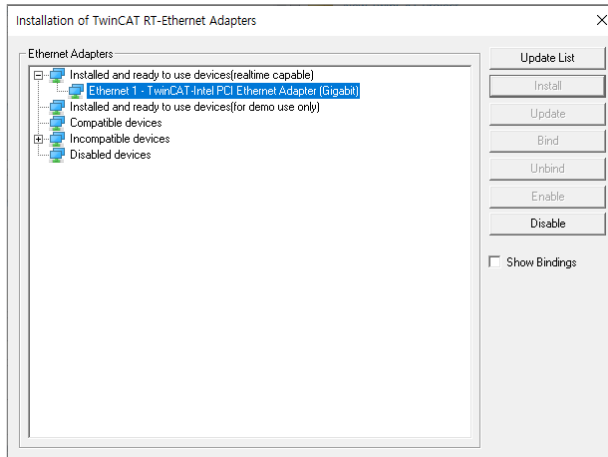 Installation of TwinCAT RT-Ethernet Adapters
Ethernet Adapters
Installed and ready to use devices(realtime capable)
Ethernet 1 - TwinCAT-Intel PCI Ethernet Adapter (Gigabit)
Installed and ready to use devices(for demo use only)
Compatible devices
Incompatible devices
Disabled devices
Update List
Install
Update
Bind
Unbind
Enable
Disable
Show Bindings